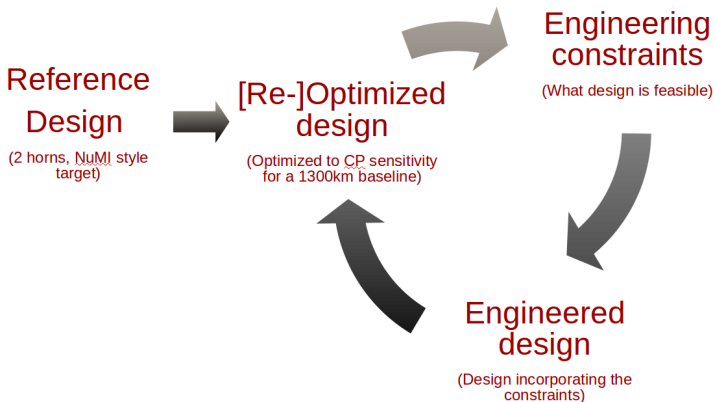 Reference
Design
(2 horns, NuMI style
target)
[Re-]Optimized
design
(Optimized to CP sensitivity
for a 1300km baseline)
Engineering
constraints
(What design is feasible)
Engineered
design
(Design incorporating the
constraints)